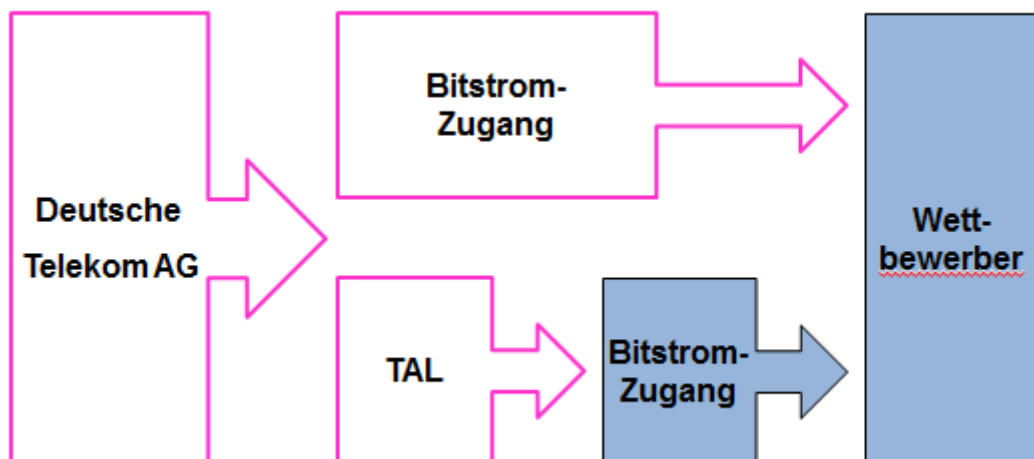 Bitstrom-
Zugang
Deutsche
Telekom AG
Wett-
bewerber
TAL
Bitstrom-
Zugang